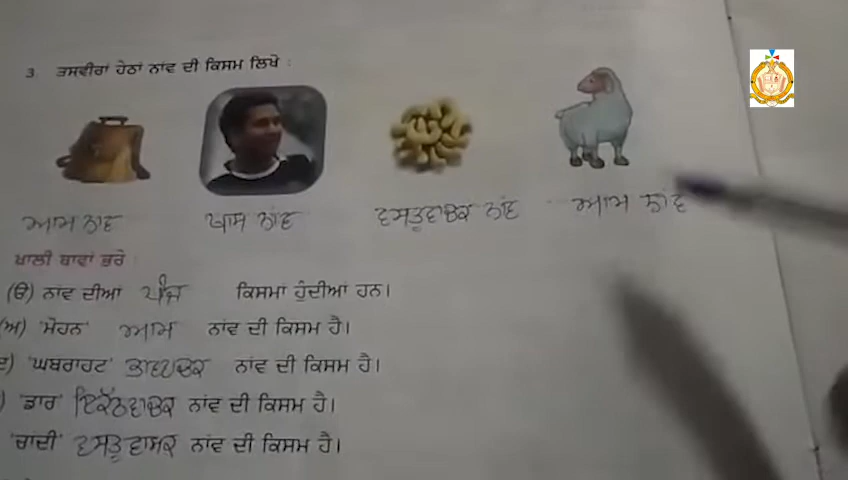 3. ਤਸਵੀਰਾਂ ਹੇਠਾਂ ਨਾਂਵ ਦੀ ਕਿਸਮ ਲਿਖੋ :
ਆਮ ਨਾਂਵ ਖਾਸ ਨਾਂਵ ਵਸਤੂਵਾਚਕ ਨਾਂਵ ਆਮ ਨਾਂਵ
ਖਾਲੀ ਥਾਵਾਂ ਭਰੋ :
(ੳ) ਨਾਂਵ ਦੀਆਂ ਪੰਜ ਕਿਸਮਾਂ ਹੁੰਦੀਆਂ ਹਨ।
(ਅ) 'ਮੋਹਨ' ਆਮ ਨਾਂਵ ਦੀ ਕਿਸਮ ਹੈ।
) 'ਘਬਰਾਹਟ' ਭਾਵਵਾਚਕ ਨਾਂਵ ਦੀ ਕਿਸਮ ਹੈ।
) 'ਡਾਰ' ਇਕੱਠਵਾਚਕ ਨਾਂਵ ਦੀ ਕਿਸਮ ਹੈ।
'ਚਾਂਦੀ' ਵਸਤੂਵਾਚਕ ਨਾਂਵ ਦੀ ਕਿਸਮ ਹੈ।